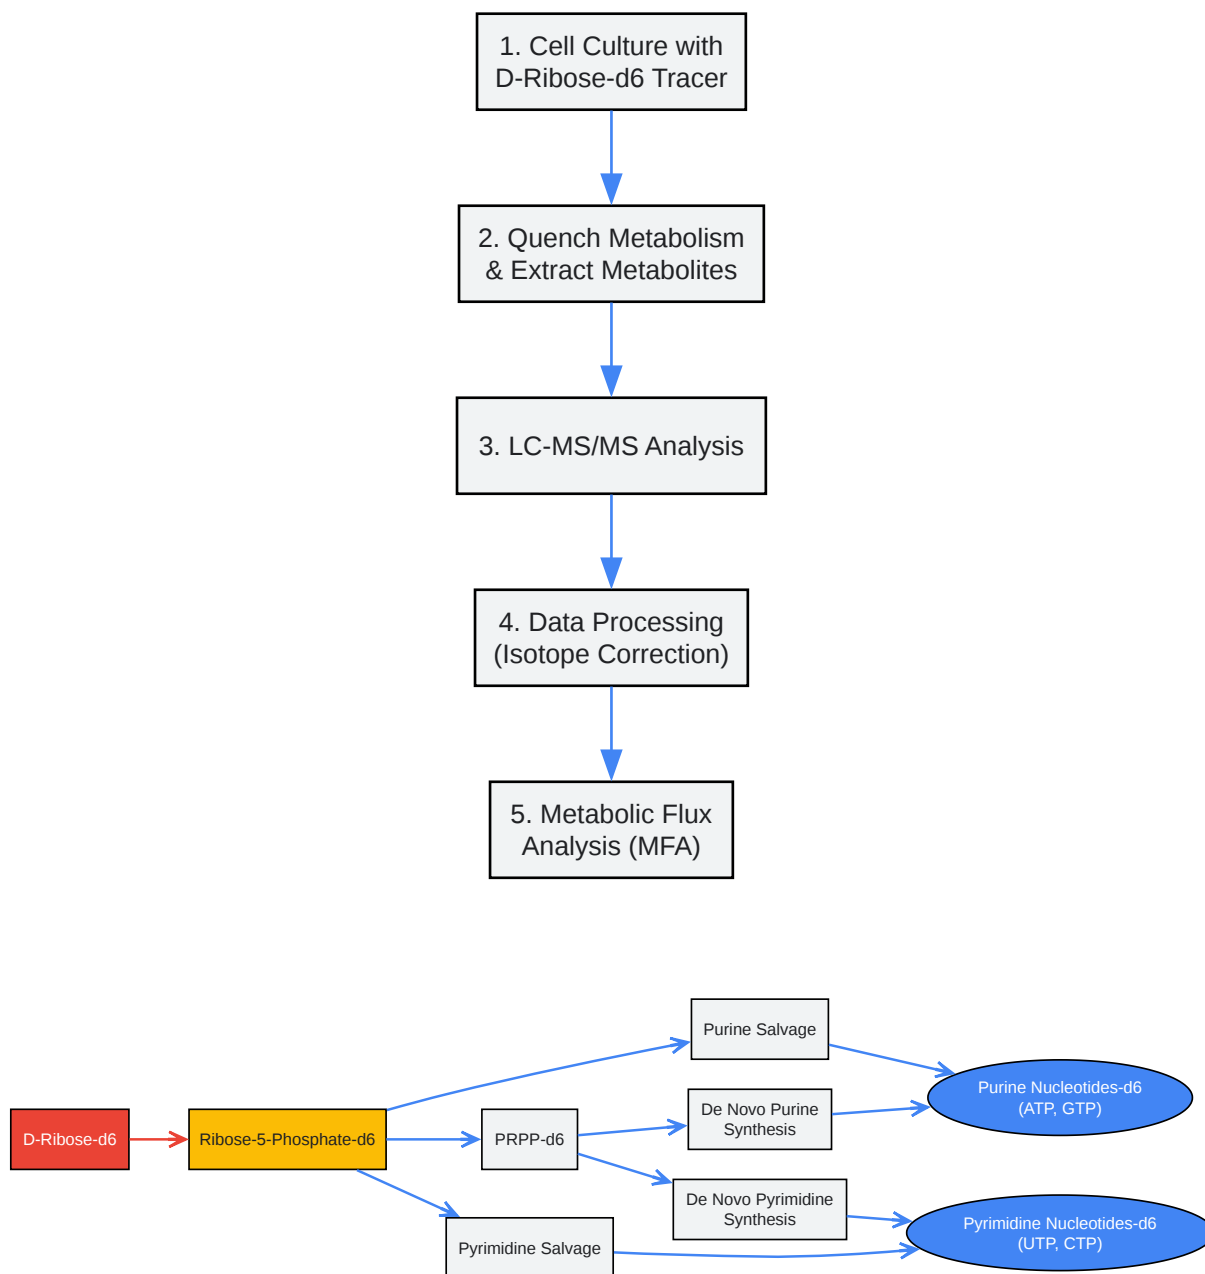 1. Cell Culture with
D-Ribose-d6 Tracer
2. Quench Metabolism
& Extract Metabolites
3. LC-MS/MS Analysis
4. Data Processing
(Isotope Correction)
5. Metabolic Flux
Analysis (MFA)
Purine Salvage
Purine Nucleotides-d6
(ATP, GTP)
De Novo Purine
Synthesis
D-Ribose-d6
Ribose-5-Phosphate-d6
PRPP-d6
De Novo Pyrimidine
Synthesis
Pyrimidine Nucleotides-d6
(UTP, CTP)
Pyrimidine Salvage